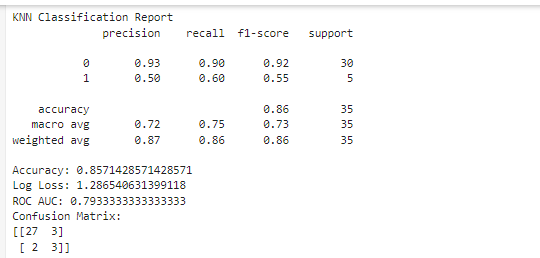 KNN Classification Report
precision recall f1-score support
0 0.93 0.90 0.92 30
1 0.50 0.60 0.55 5
accuracy 0.86 35
macro avg 0.72 0.75 0.73 35
weighted avg 0.87 0.86 0.86 35
Accuracy: 0.8571428571428571
Log Loss: 1.286540631399118
ROC AUC: 0.7933333333333333
Confusion Matrix:
[[27 3]
[ 2 3]]